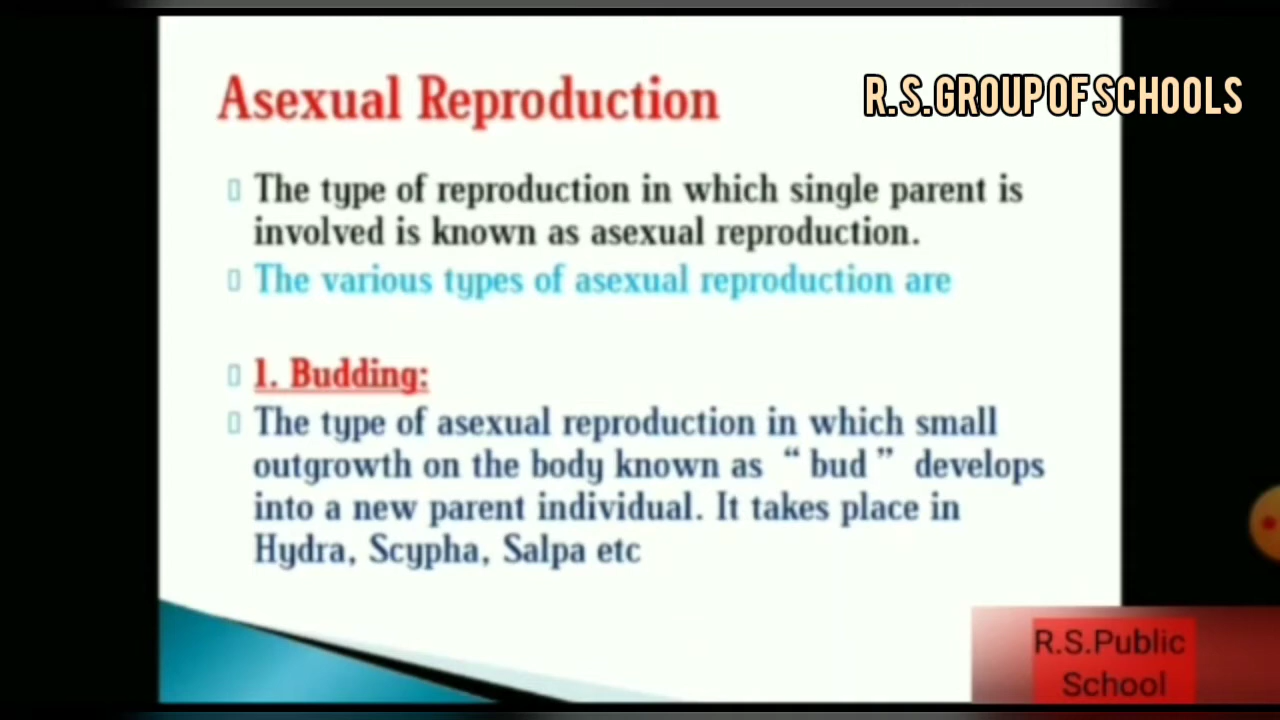 Asexual Reproduction
R.S.GROUP OF SCHOOLS
The type of reproduction in which single parent is
involved is known as asexual reproduction.
The various types of asexual reproduction are
1. Budding:
The type of asexual reproduction in which small
outgrowth on the body known as “ bud ” develops
into a new parent individual. It takes place in
Hydra, Scypha, Salpa etc
R.S.Public
School